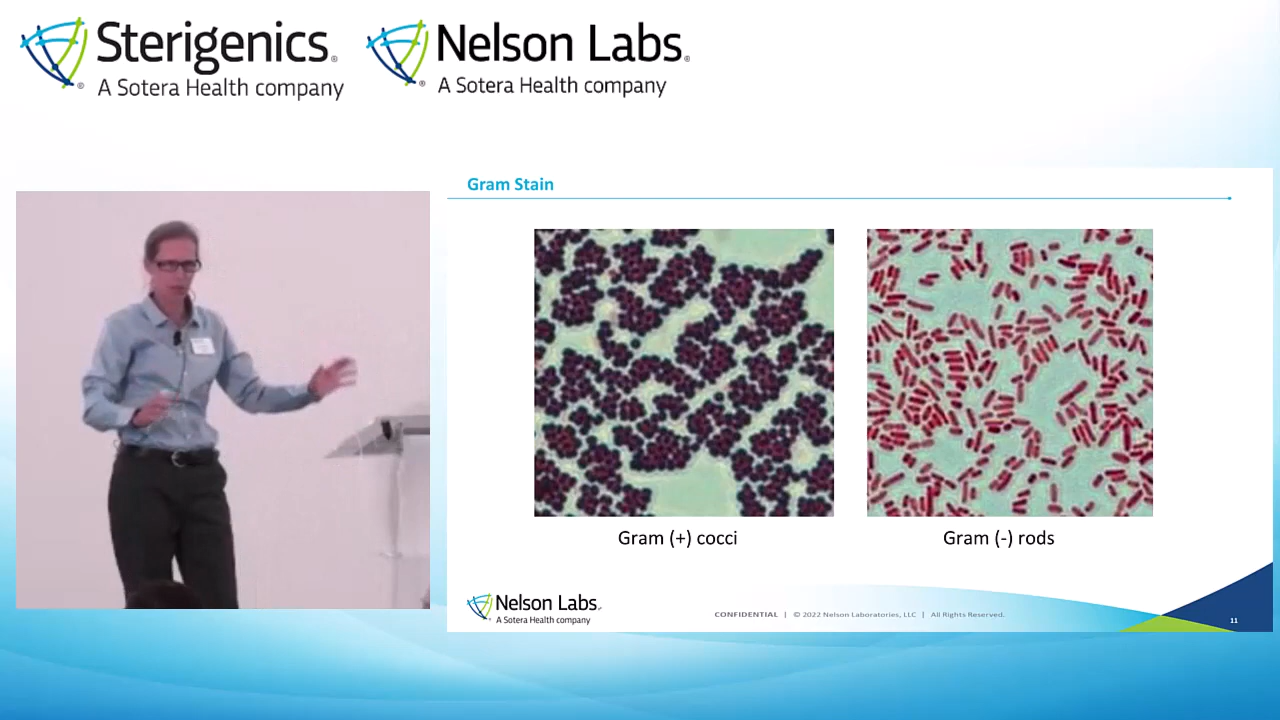 Sterigenics®
A Sotera Health company
Nelson Labs®
A Sotera Health company
Gram Stain
Gram (+) cocci
Gram (-) rods
Nelson Labs
A Sotera Health company
CONFIDENTIAL | © 2022 Nelson Laboratories, LLC | All Rights Reserved.
11